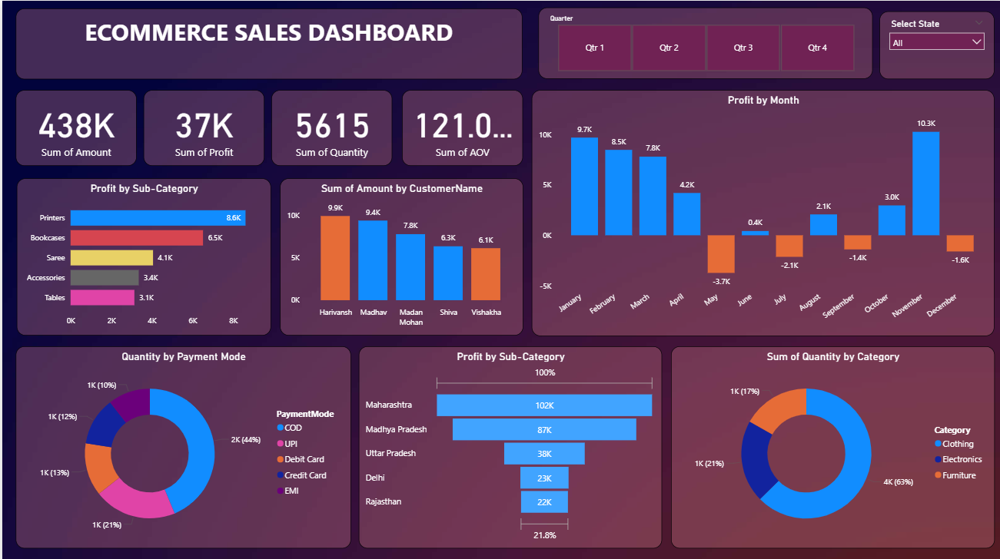 ECOMMERCE SALES DASHBOARD
Quarter
Qtr 1
Qtr 2
Qtr 3
Qtr 4
Select State
All
438K
Sum of Amount
37K
Sum of Profit
5615
Sum of Quantity
121.0...
Sum of AOV
Profit by Month
10K
5K
0K
-5K
9.7K
8.5K
7.8K
4.2K
-3.7K
0.4K
-2.1K
2.1K
-1.4K
3.0K
10.3K
-1.6K
January
February
March
April
May
June
July
August
September
October
November
December
Profit by Sub-Category
Printers
8.6K
Bookcases
6.5K
Saree
4.1K
Accessories
3.4K
Tables
3.1K
0K
2K
4K
6K
8K
Sum of Amount by CustomerName
10K
5K
0K
9.9K
9.4K
7.8K
6.3K
6.1K
Harivansh
Madhav
Madan
Mohan
Shiva
Vishakha
Quantity by Payment Mode
1K (10%)
1K (12%)
1K (13%)
1K (21%)
2K (44%)
PaymentMode
COD
UPI
Debit Card
Credit Card
EMI
Profit by Sub-Category
100%
Maharashtra
102K
Madhya Pradesh
87K
Uttar Pradesh
38K
Delhi
23K
Rajasthan
22K
21.8%
Sum of Quantity by Category
1K (17%)
1K (21%)
4K (63%)
Category
Clothing
Electronics
Furniture